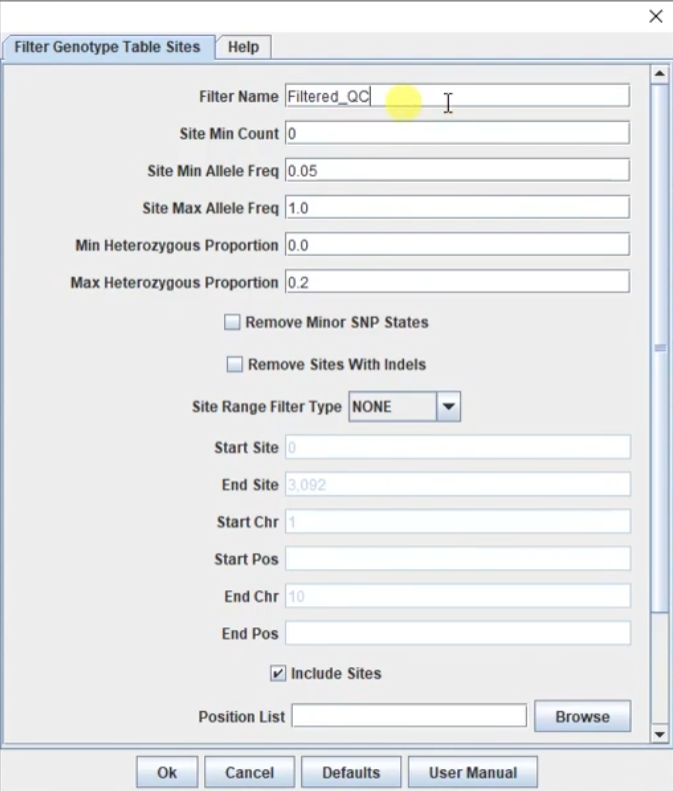 Filter Genotype Table Sites Help
Filter Name Filtered_QC
Site Min Count 0
Site Min Allele Freq 0.05
Site Max Allele Freq 1.0
Min Heterozygous Proportion 0.0
Max Heterozygous Proportion 0.2
Remove Minor SNP States
Remove Sites With Indels
Site Range Filter Type NONE
Start Site 0
End Site 3,092
Start Chr 1
Start Pos
End Chr 10
End Pos
Include Sites
Position List Browse
Ok Cancel Defaults User Manual